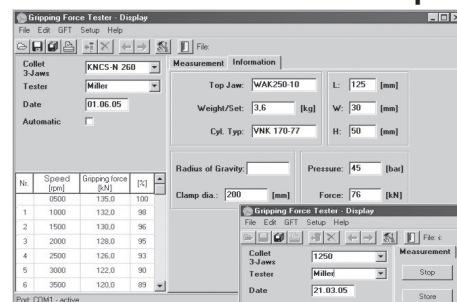 Gripping Force Tester - Display
File Edit GFT Setup Help
File:
Collet
3-Jaws
KNCS-N 260
Tester
Miller
Date
01.06.05
Automatic
Measurement Information
Top Jaw: WAK250-10
L: 125 [mm]
Weight/Set: 3,6 [kg]
W: 30 [mm]
Cyl. Typ: VNK 170-77
H: 50 [mm]
Radius of Gravity:
Pressure: 45 [bar]
Clamp dia.: 200 [mm]
Force: 76 [kN]
Nr. Speed [rpm] Gripping force [kN] [%]
0500 135,0 100
1 1000 132,0 98
2 1500 130,0 96
3 2000 128,0 95
4 2500 126,0 93
5 3000 122,0 90
6 3500 120,0 89
Port: COM1 - active
Gripping Force Tester - Display
File Edit GFT Setup Help
File:
Collet
3-Jaws
1250
Tester
Miller
Date
21.03.05
Measurement
Stop
Store